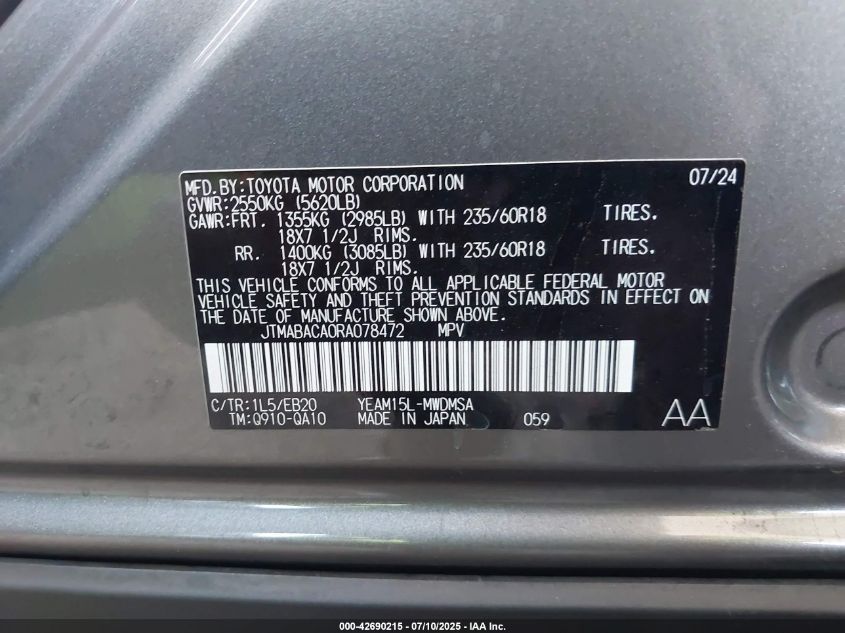 MFD.BY:TOYOTA MOTOR CORPORATION 07/24
GVWR:2550KG (5620LB)
GAWR:FRT. 1355KG (2985LB) WITH 235/60R18 TIRES.
18X7 1/2J RIMS.
RR. 1400KG (3085LB) WITH 235/60R18 TIRES.
18X7 1/2J RIMS.
THIS VEHICLE CONFORMS TO ALL APPLICABLE FEDERAL MOTOR
VEHICLE SAFETY AND THEFT PREVENTION STANDARDS IN EFFECT ON
THE DATE OF MANUFACTURE SHOWN ABOVE.
JTMABACA0RA078472 MPV
C/TR:1L5/EB20 YEAM15L-MWDMSA
TM:Q910-QA10 MADE IN JAPAN 059 AA
000-42690215 - 07/10/2025 - IAA Inc.